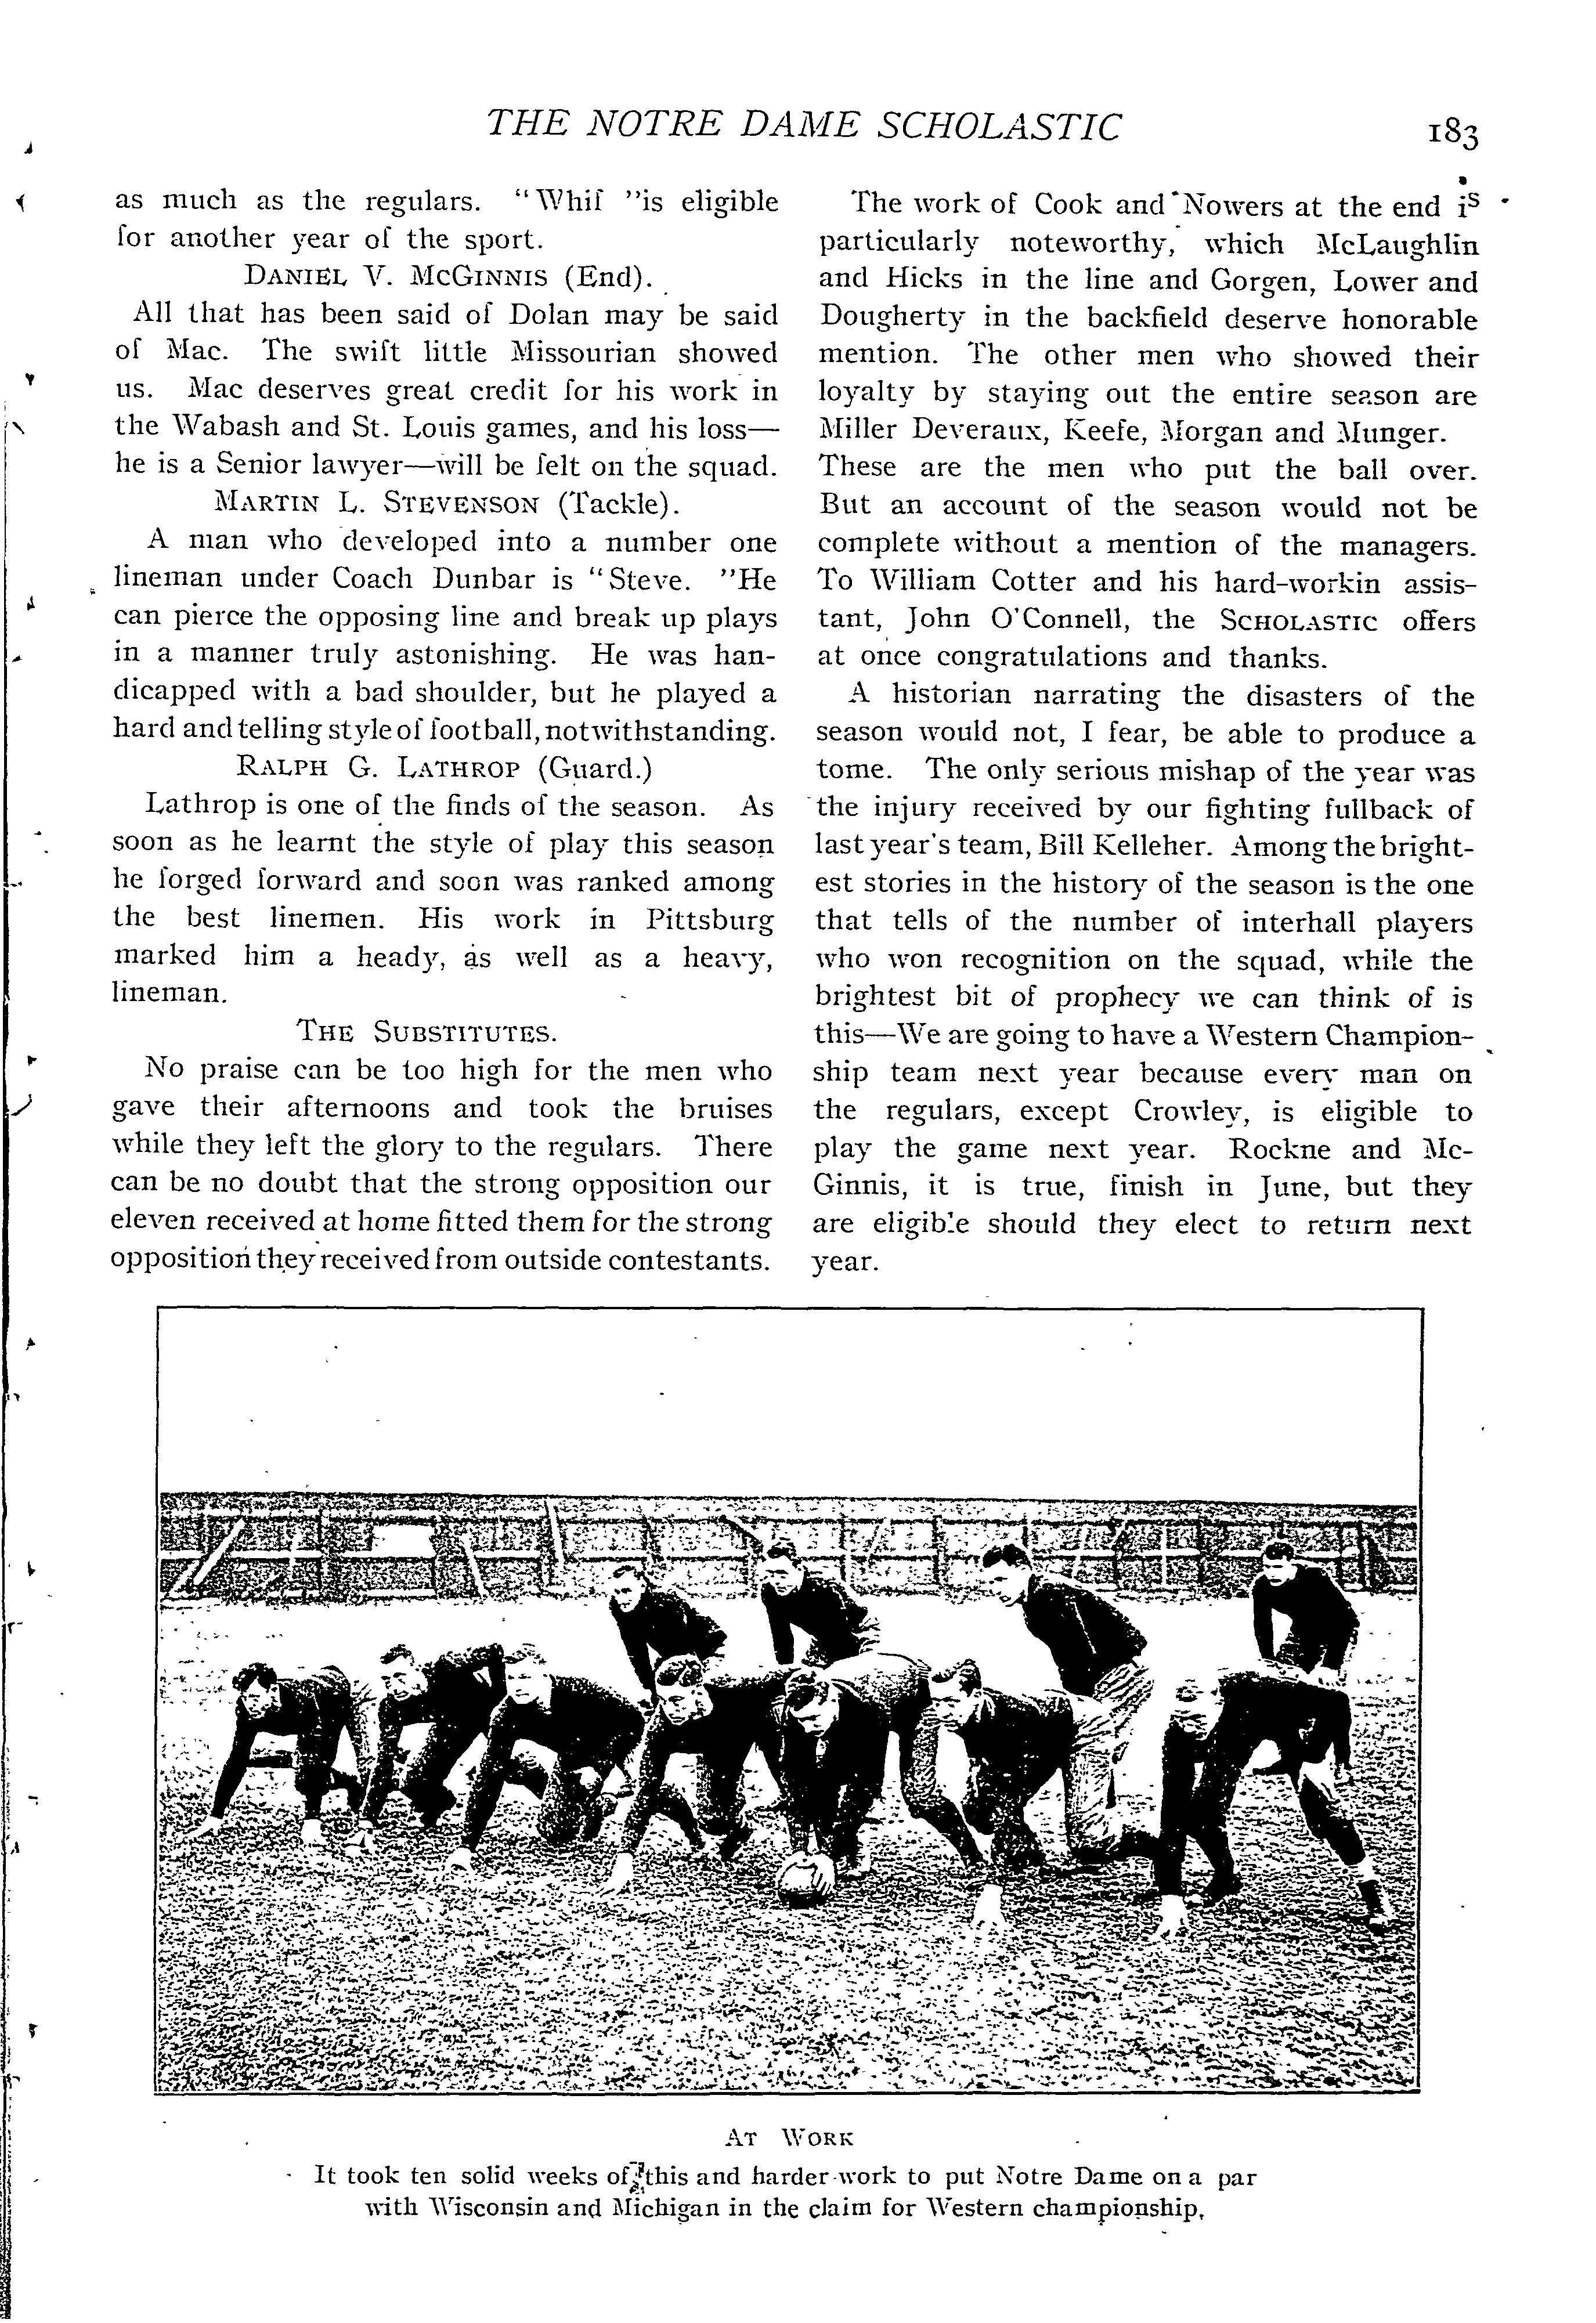 THE NOTRE DAME SCHOLASTIC
183
as much as the regulars. "Whif "is eligible
for another year of the sport.
DANIEL V. MCGINNIS (End).
All that has been said of Dolan may be said
of Mac. The swift little Missourian showed
us. Mac deserves great credit for his work in
the Wabash and St. Louis games, and his loss—
he is a Senior lawyer—will be felt on the squad.
MARTIN L. STEVENSON (Tackle).
A man who developed into a number one
lineman under Coach Dunbar is "Steve. "He
can pierce the opposing line and break up plays
in a manner truly astonishing. He was han-
dicapped with a bad shoulder, but he played a
hard and telling style of football, notwithstanding.
RALPH G. LATHROP (Guard.)
Lathrop is one of the finds of the season. As
soon as he learnt the style of play this season
he forged forward and soon was ranked among
the best linemen. His work in Pittsburg
marked him a heady, as well as a heavy,
lineman.
THE SUBSTITUTES.
No praise can be too high for the men who
gave their afternoons and took the bruises
while they left the glory to the regulars. There
can be no doubt that the strong opposition our
eleven received at home fitted them for the strong
opposition they received from outside contestants.
The work of Cook and Nowers at the end is
particularly noteworthy, which McLaughlin
and Hicks in the line and Gorgen, Lower and
Dougherty in the backfield deserve honorable
mention. The other men who showed their
loyalty by staying out the entire season are
Miller Deveraux, Keefe, Morgan and Munger.
These are the men who put the ball over.
But an account of the season would not be
complete without a mention of the managers.
To William Cotter and his hard-workin assis-
tant, John O'Connell, the SCHOLASTIC offers
at once congratulations and thanks.
A historian narrating the disasters of the
season would not, I fear, be able to produce a
tome. The only serious mishap of the year was
the injury received by our fighting fullback of
last year's team, Bill Kelleher. Among the bright-
est stories in the history of the season is the one
that tells of the number of interhall players
who won recognition on the squad, while the
brightest bit of prophecy we can think of is
this—We are going to have a Western Champion-
ship team next year because every man on
the regulars, except Crowley, is eligible to
play the game next year. Rockne and Mc-
Ginnis, it is true, finish in June, but they
are eligible should they elect to return next
year.
AT WORK
It took ten solid weeks of this and harder work to put Notre Dame on a par
with Wisconsin and Michigan in the claim for Western championship,